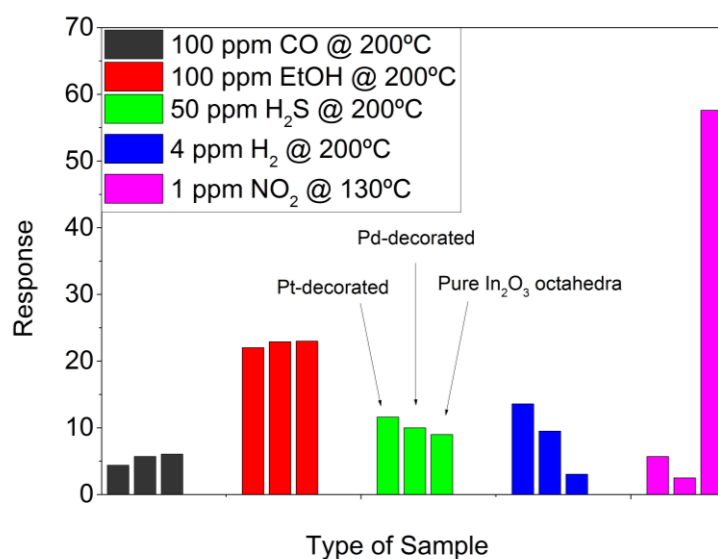 70
60
50
40
30
20
10
0
Response
100 ppm CO @ 200ºC
100 ppm EtOH @ 200ºC
50 ppm H₂S @ 200ºC
4 ppm H₂ @ 200ºC
1 ppm NO₂ @ 130ºC
Pd-decorated
Pt-decorated
Pure In₂O₃ octahedra
Type of Sample